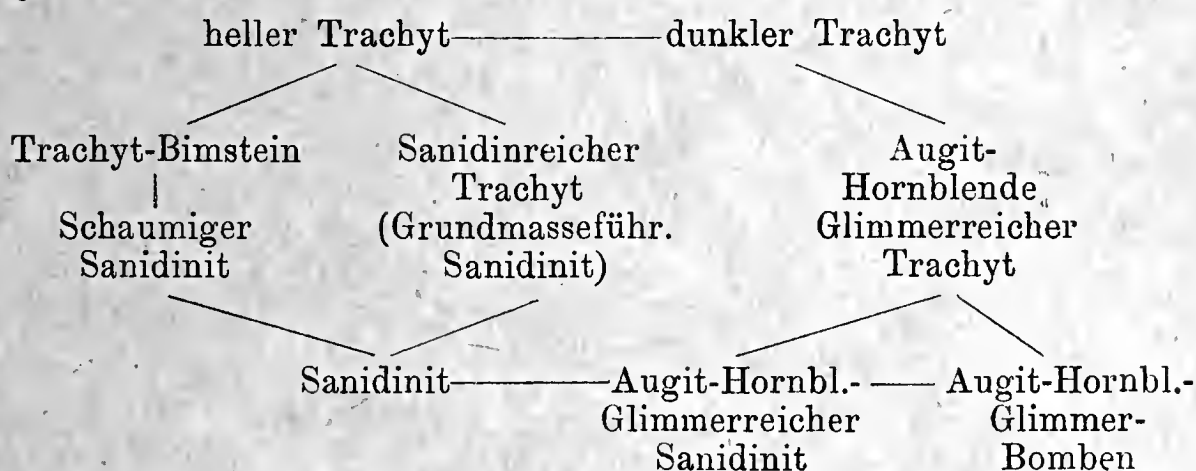 heller Trachyt dunkler Trachyt
Trachyt-Bimstein
Schaumiger
Sanidinit
Sanidinreicher
Trachyt
(Grundmasseführ.
Sanidinit)
Augit-
Hornblende
Glimmerreicher
Trachyt
Sanidinit
Augit-Hornbl.-
Glimmerreicher
Sanidinit
Augit-Hornbl.-
Glimmer-
Bomben